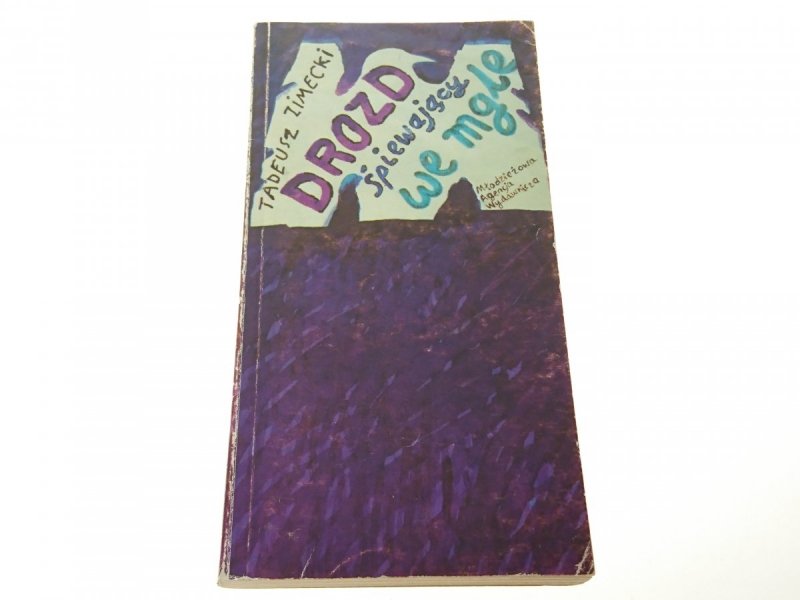 TADEUSZ ZIMECKI
DROZD
śpiewający
we mgle
Młodzieżowa
Agencja
Wydawnicza